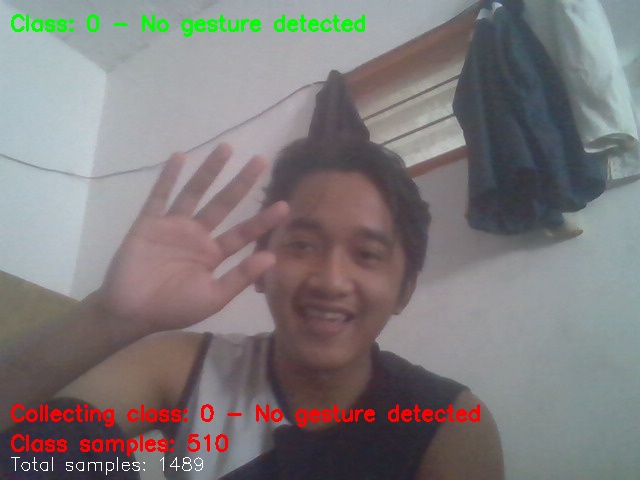 Class: 0 - No gesture detected
Collecting class: 0 - No gesture detected
Class samples: 510
Total samples: 1489